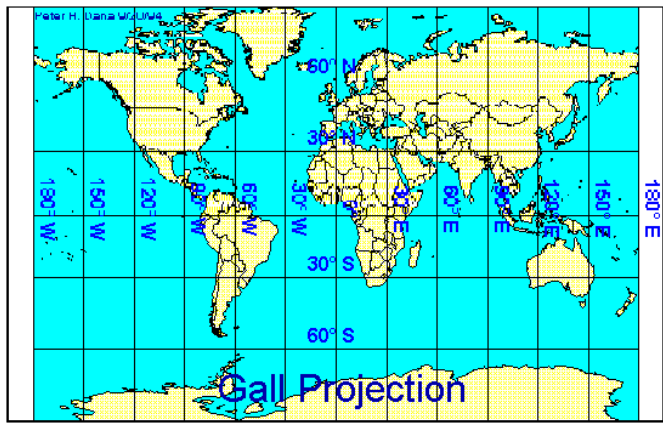 Peter H. Dana 9/20/94
60° N
30° N
180° W
150° W
120° W
90° W
60° W
30° W
0°
30° E
60° E
90° E
120° E
150° E
180° E
30° S
60° S
Gall Projection